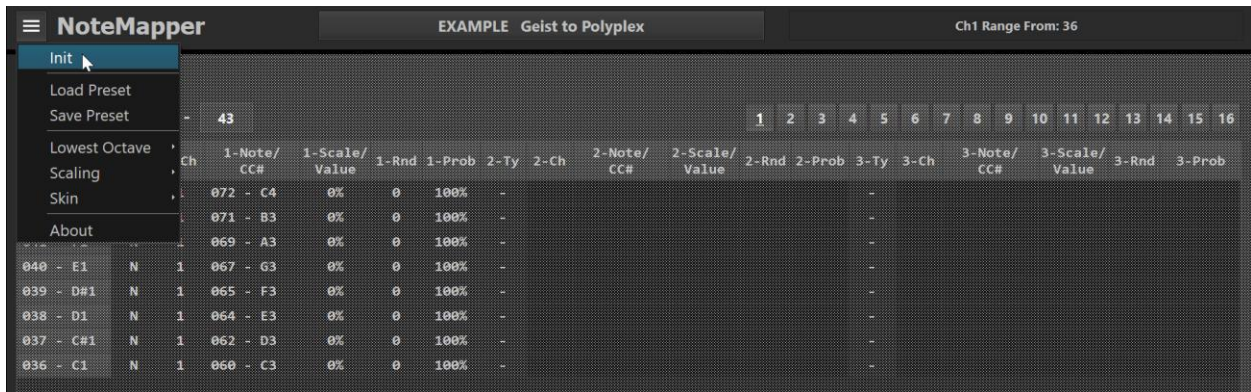 ≡ NoteMapper EXAMPLE Geist to Polyplex Ch1 Range From: 36
Init
Load Preset
Save Preset - 43 1 2 3 4 5 6 7 8 9 10 11 12 13 14 15 16
Lowest Octave Ch 1-Note/CC# 1-Scale/Value 1-Rnd 1-Prob 2-Ty 2-Ch 2-Note/CC# 2-Scale/Value 2-Rnd 2-Prob 3-Ty 3-Ch 3-Note/CC# 3-Scale/Value 3-Rnd 3-Prob
Scaling
Skin 072 - C4 0% 0 100% - -
071 - B3 0% 0 100% - -
About
069 - A3 0% 0 100% - -
040 - E1 N 1 067 - G3 0% 0 100% - -
039 - D#1 N 1 065 - F3 0% 0 100% - -
038 - D1 N 1 064 - E3 0% 0 100% - -
037 - C#1 N 1 062 - D3 0% 0 100% - -
036 - C1 N 1 060 - C3 0% 0 100% - -